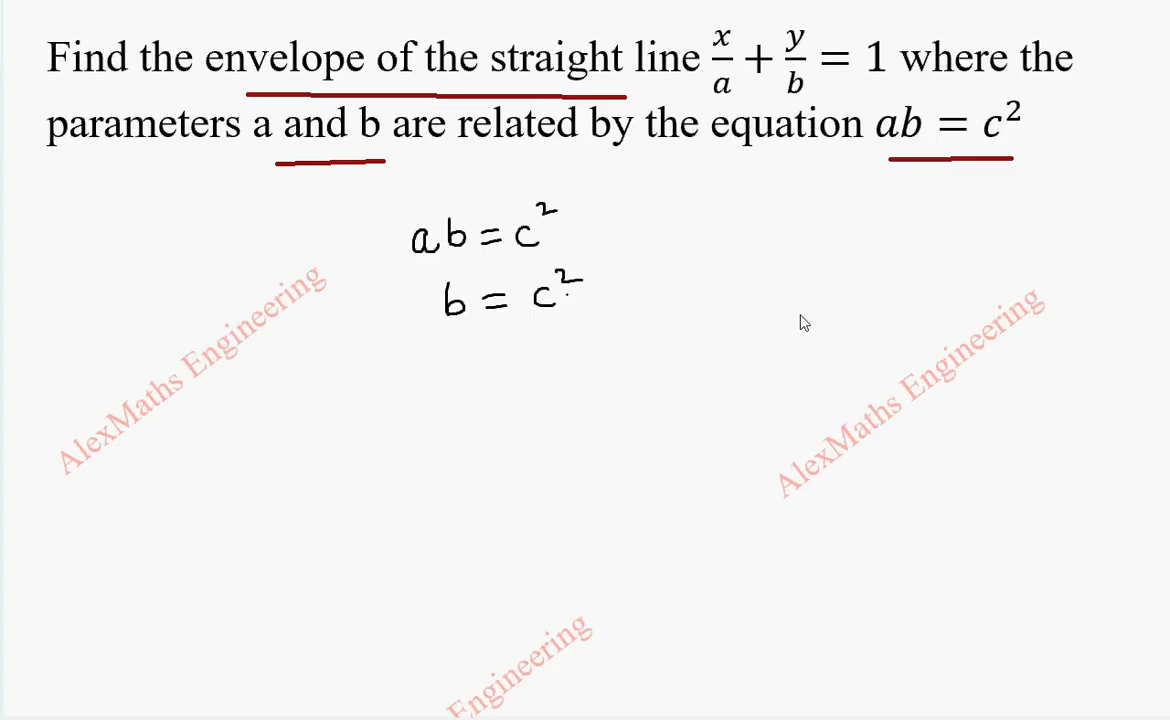 Find the envelope of the straight line x/a + y/b = 1 where the
parameters a and b are related by the equation ab = c²
ab = c²
b = c²
AlexMaths Engineering
AlexMaths Engineering
Engineering